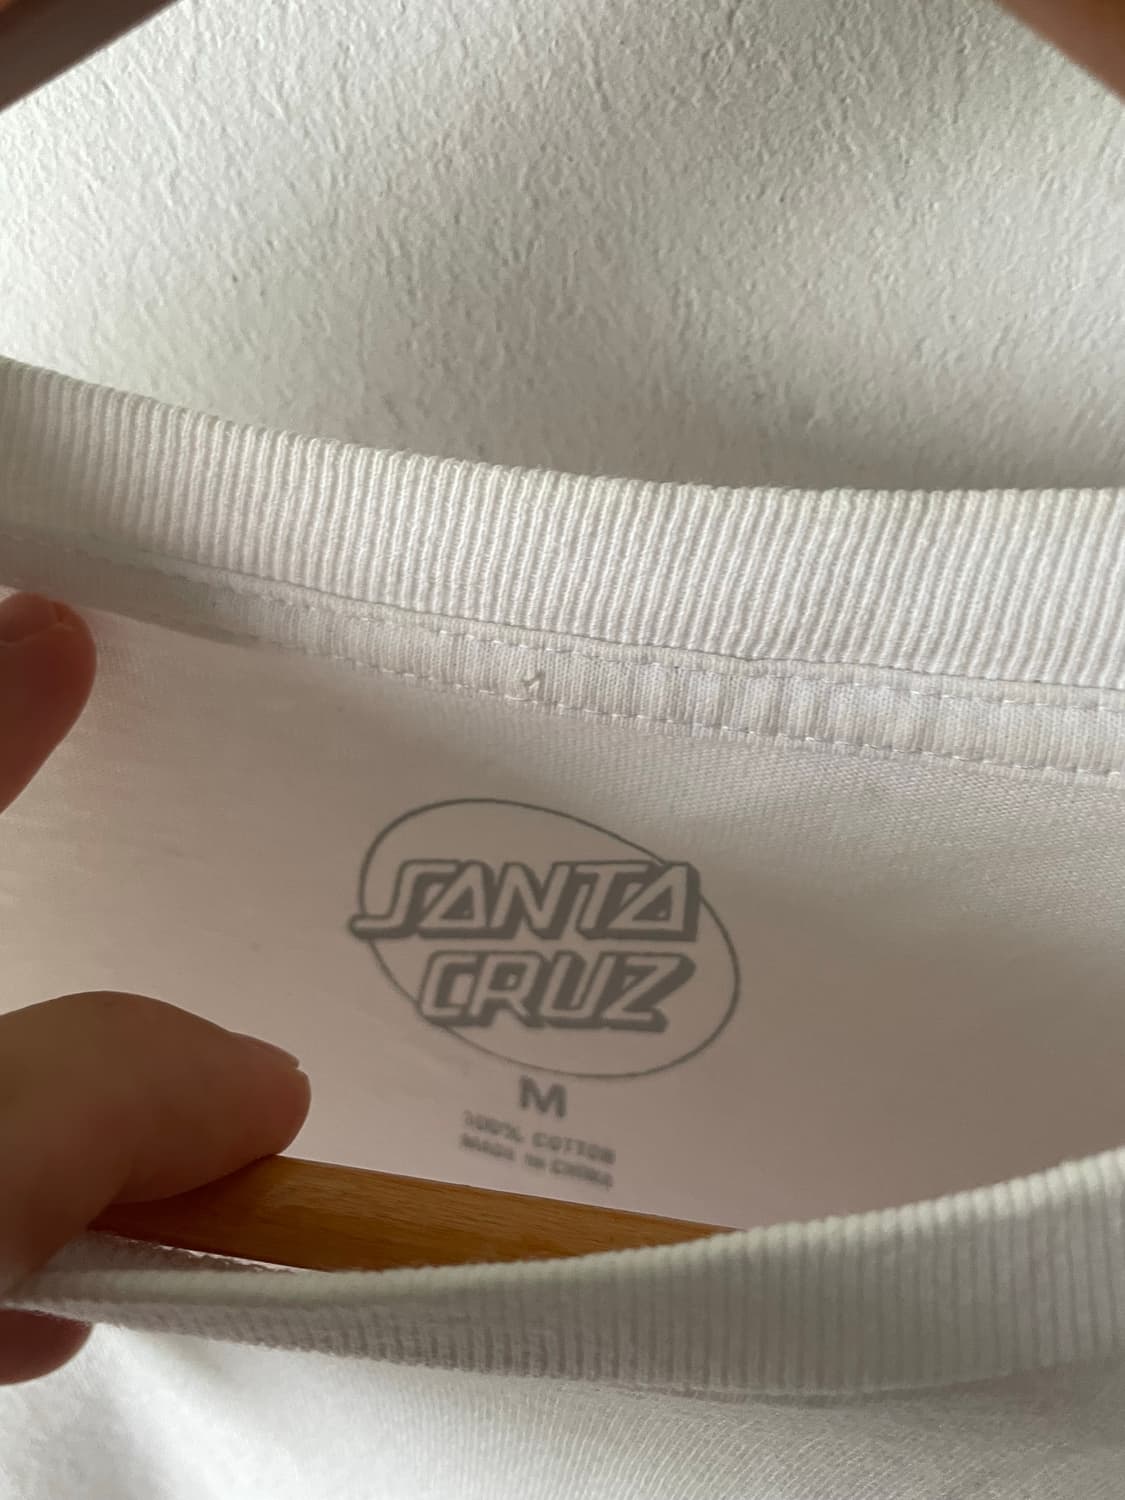 SANTA
CRUZ
M
100% COTTON
MADE IN CHINA